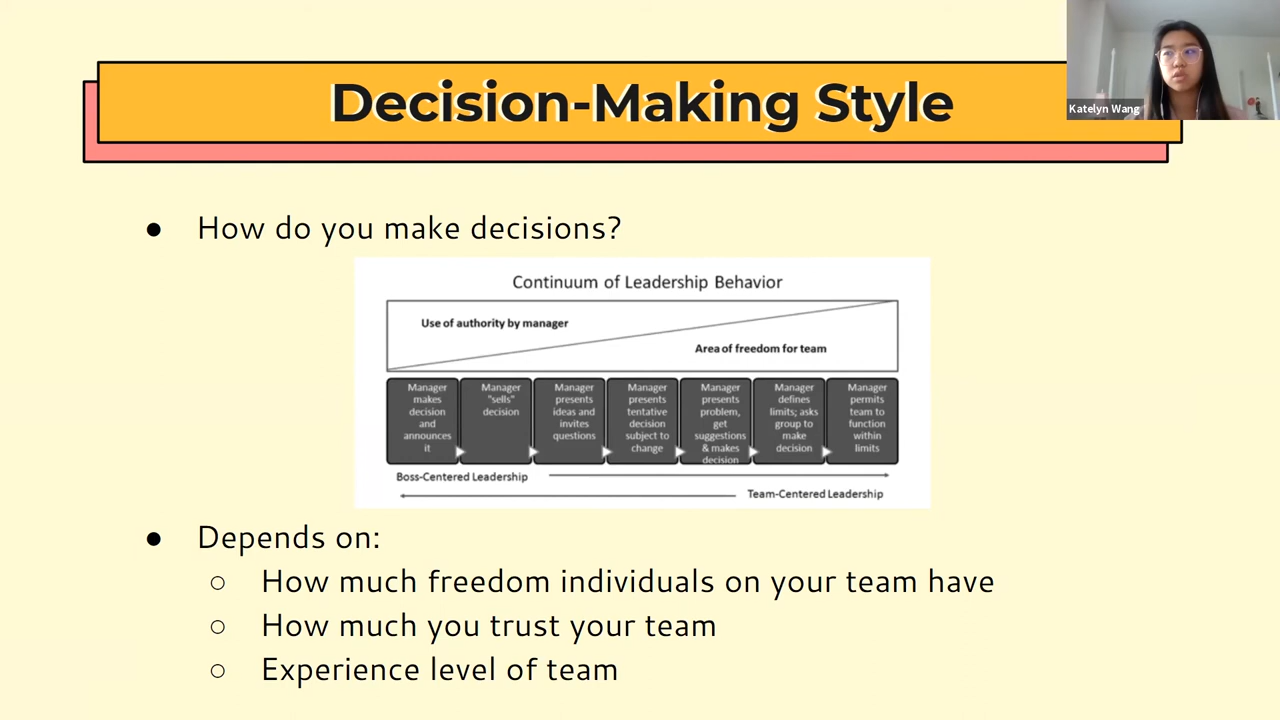 Decision-Making Style
Katelyn Wang
● How do you make decisions?
Continuum of Leadership Behavior
Use of authority by manager
Area of freedom for team
Manager
makes
decision
and
announces
it
Manager
"sells"
decision
Manager
presents
ideas and
invites
questions
Manager
presents
tentative
decision
subject to
change
Manager
presents
problem,
get
suggestions
& makes
decision
Manager
defines
limits; asks
group to
make
decision
Manager
permits
team to
function
within
limits
Boss-Centered Leadership
Team-Centered Leadership
● Depends on:
○ How much freedom individuals on your team have
○ How much you trust your team
○ Experience level of team